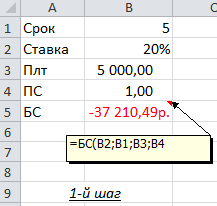 A B
1 Срок 5
2 Ставка 20%
3 Плт 5 000,00
4 ПС 1,00
5 БС -37 210,49р.
6 =БС(B2;B1;B3;B4
7
9 1-й шаг